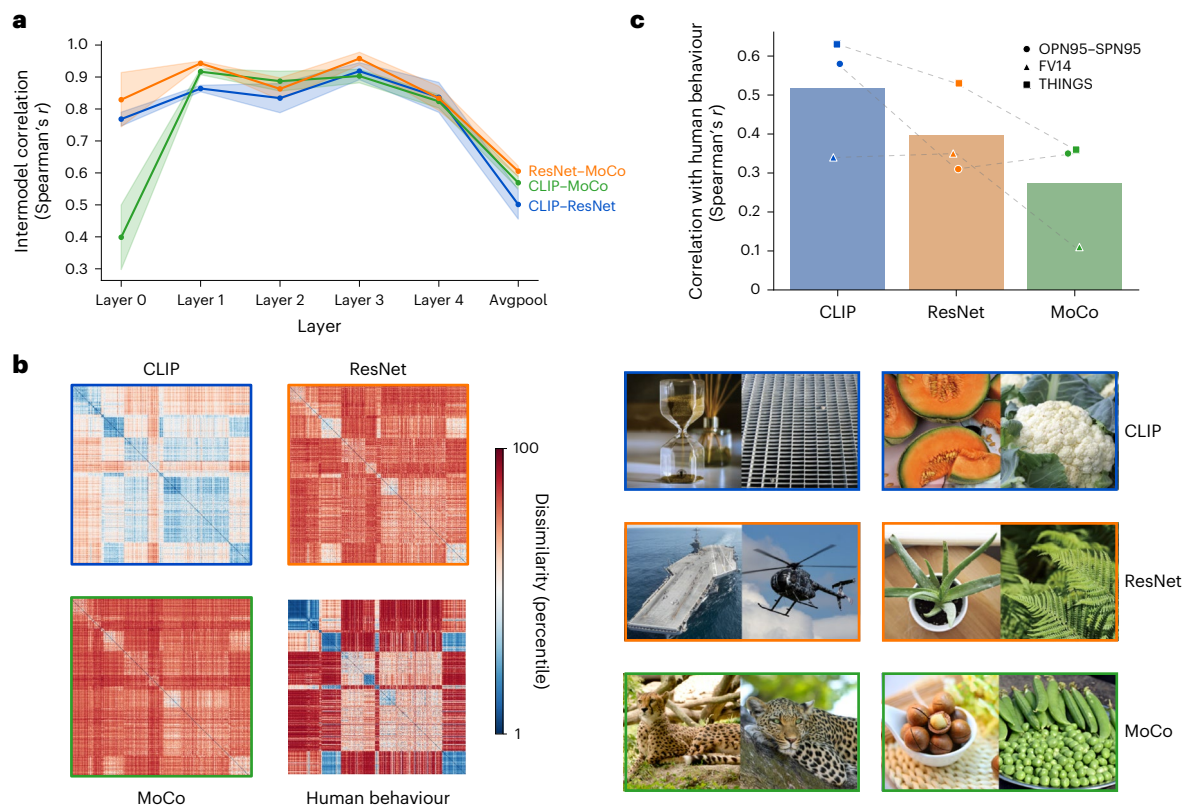 a
1.0
0.9
0.8
0.7
0.6
0.5
0.4
0.3
Intermodel correlation
(Spearman's r)
ResNet–MoCo
CLIP–MoCo
CLIP–ResNet
Layer 0
Layer 1
Layer 2
Layer 3
Layer 4
Avgpool
Layer
c
0.6
0.5
0.4
0.3
0.2
0.1
0
Correlation with human behaviour
(Spearman's r)
OPN95–SPN95
FV14
THINGS
CLIP
ResNet
MoCo
b
CLIP
ResNet
MoCo
Human behaviour
100
1
Dissimilarity (percentile)
CLIP
ResNet
MoCo